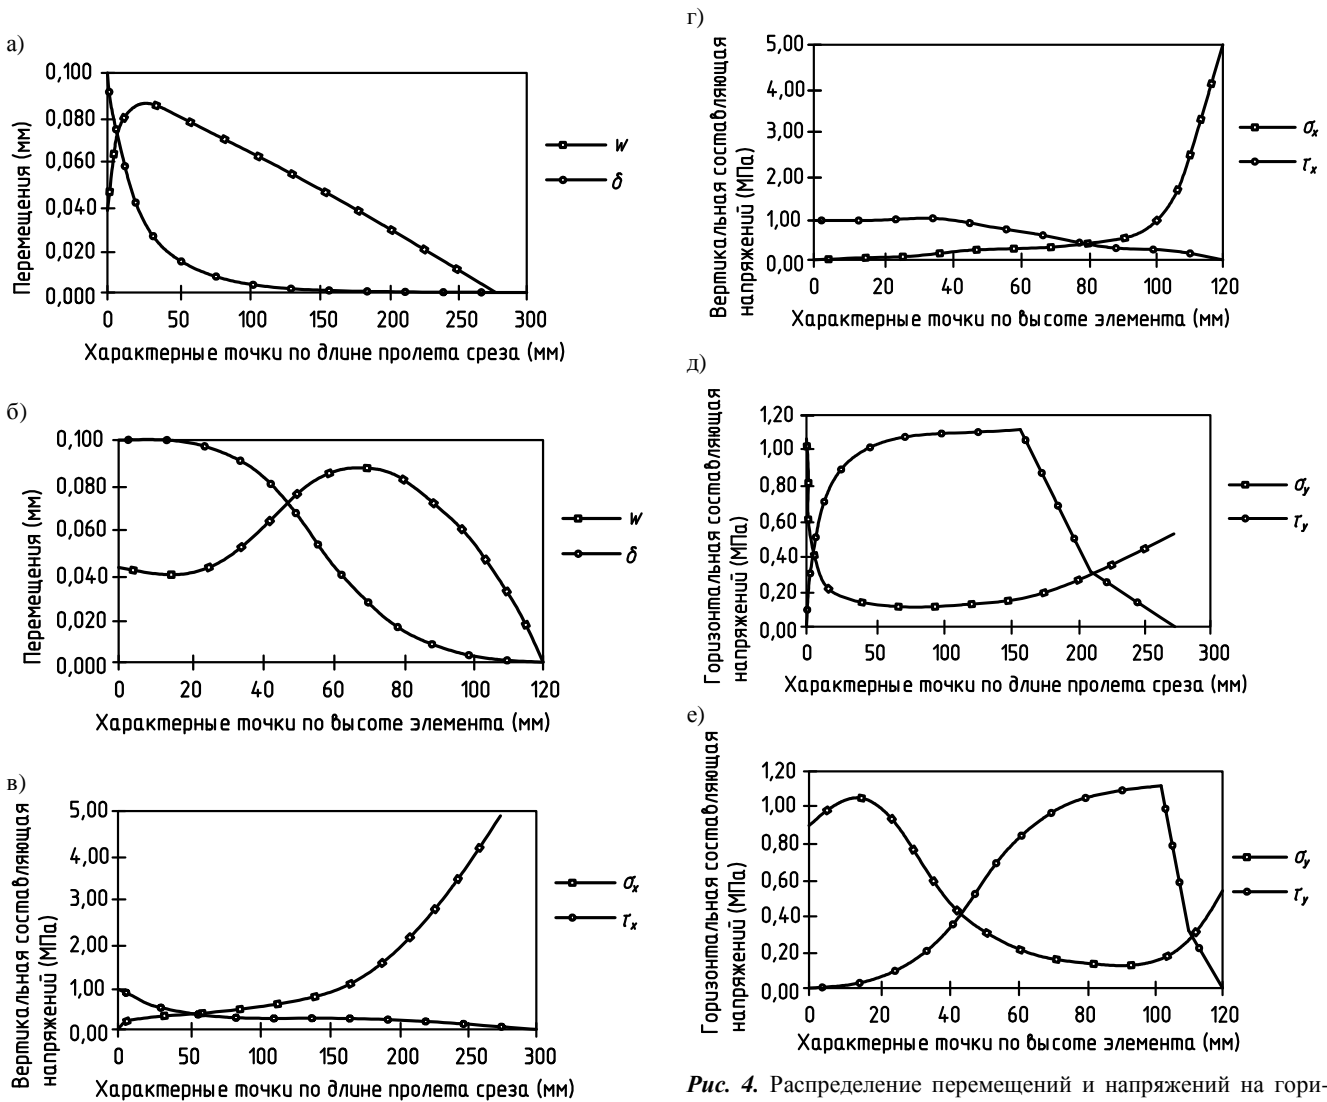 а)
Перемещения (мм)
0,100
0,080
0,060
0,040
0,020
0,000
0 50 100 150 200 250 300
Характерные точки по длине пролета среза (мм)
w
δ
б)
Перемещения (мм)
0,100
0,080
0,060
0,040
0,020
0,000
0 20 40 60 80 100 120
Характерные точки по высоте элемента (мм)
w
δ
в)
Вертикальная составляющая
напряжений (МПа)
5,00
4,00
3,00
2,00
1,00
0,00
0 50 100 150 200 250 300
Характерные точки по длине пролета среза (мм)
σx
τx
г)
Вертикальная составляющая
напряжений (МПа)
5,00
4,00
3,00
2,00
1,00
0,00
0 20 40 60 80 100 120
Характерные точки по высоте элемента (мм)
σx
τx
д)
Горизонтальная составляющая
напряжений (МПа)
1,20
1,00
0,80
0,60
0,40
0,20
0,00
0 50 100 150 200 250 300
Характерные точки по длине пролета среза (мм)
σy
τy
е)
Горизонтальная составляющая
напряжений (МПа)
1,20
1,00
0,80
0,60
0,40
0,20
0,00
0 20 40 60 80 100 120
Характерные точки по высоте элемента (мм)
σy
τy
Рис. 4. Распределение перемещений и напряжений на гори-